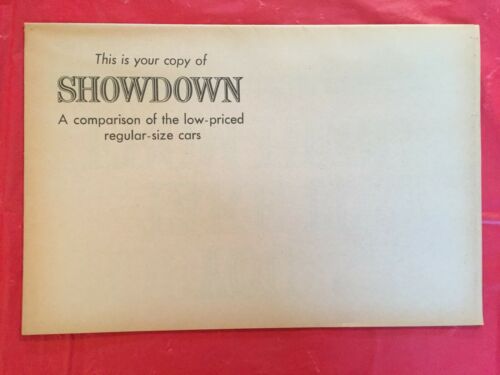 This is your copy of
SHOWDOWN
A comparison of the low-priced
regular-size cars